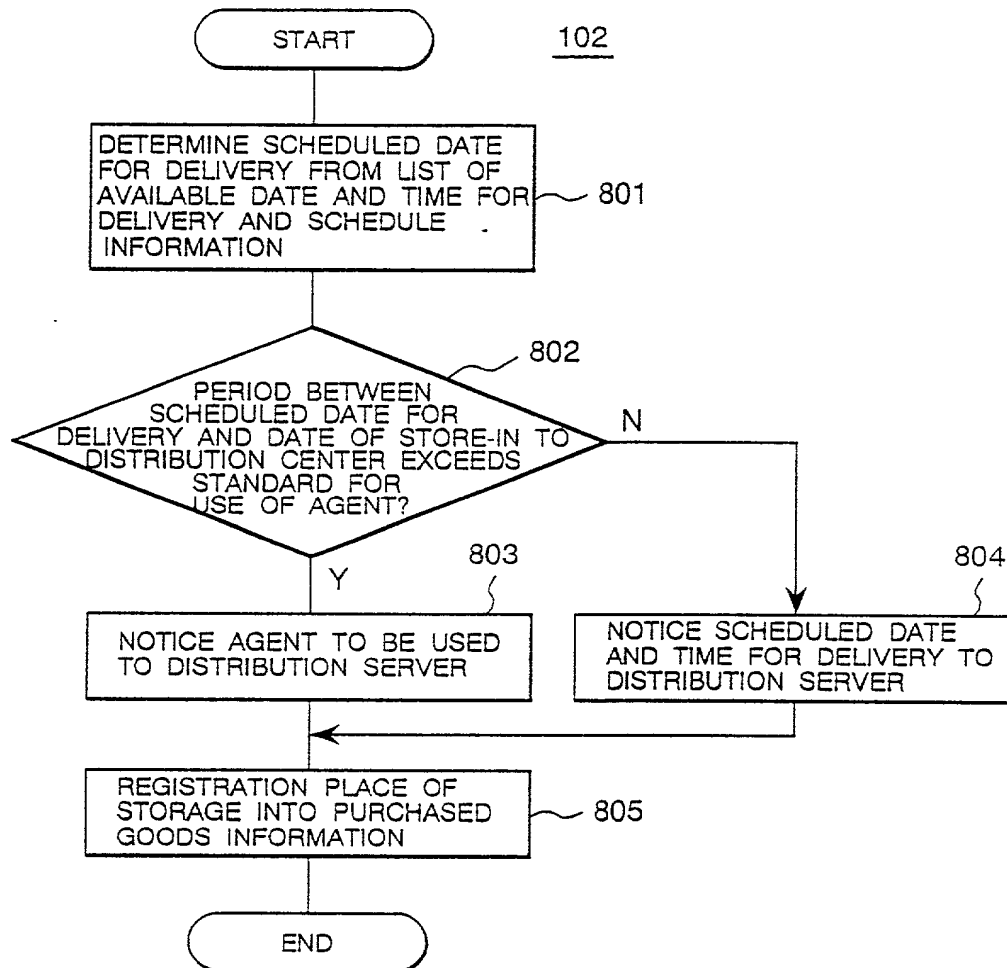 START
102
DETERMINE SCHEDULED DATE
FOR DELIVERY FROM LIST OF
AVAILABLE DATE AND TIME FOR
DELIVERY AND SCHEDULE
INFORMATION
801
802
PERIOD BETWEEN
SCHEDULED DATE FOR
DELIVERY AND DATE OF STORE-IN TO
DISTRIBUTION CENTER EXCEEDS
STANDARD FOR
USE OF AGENT?
N
Y
803
NOTICE AGENT TO BE USED
TO DISTRIBUTION SERVER
804
NOTICE SCHEDULED DATE
AND TIME FOR DELIVERY TO
DISTRIBUTION SERVER
REGISTRATION PLACE OF
STORAGE INTO PURCHASED
GOODS INFORMATION
805
END